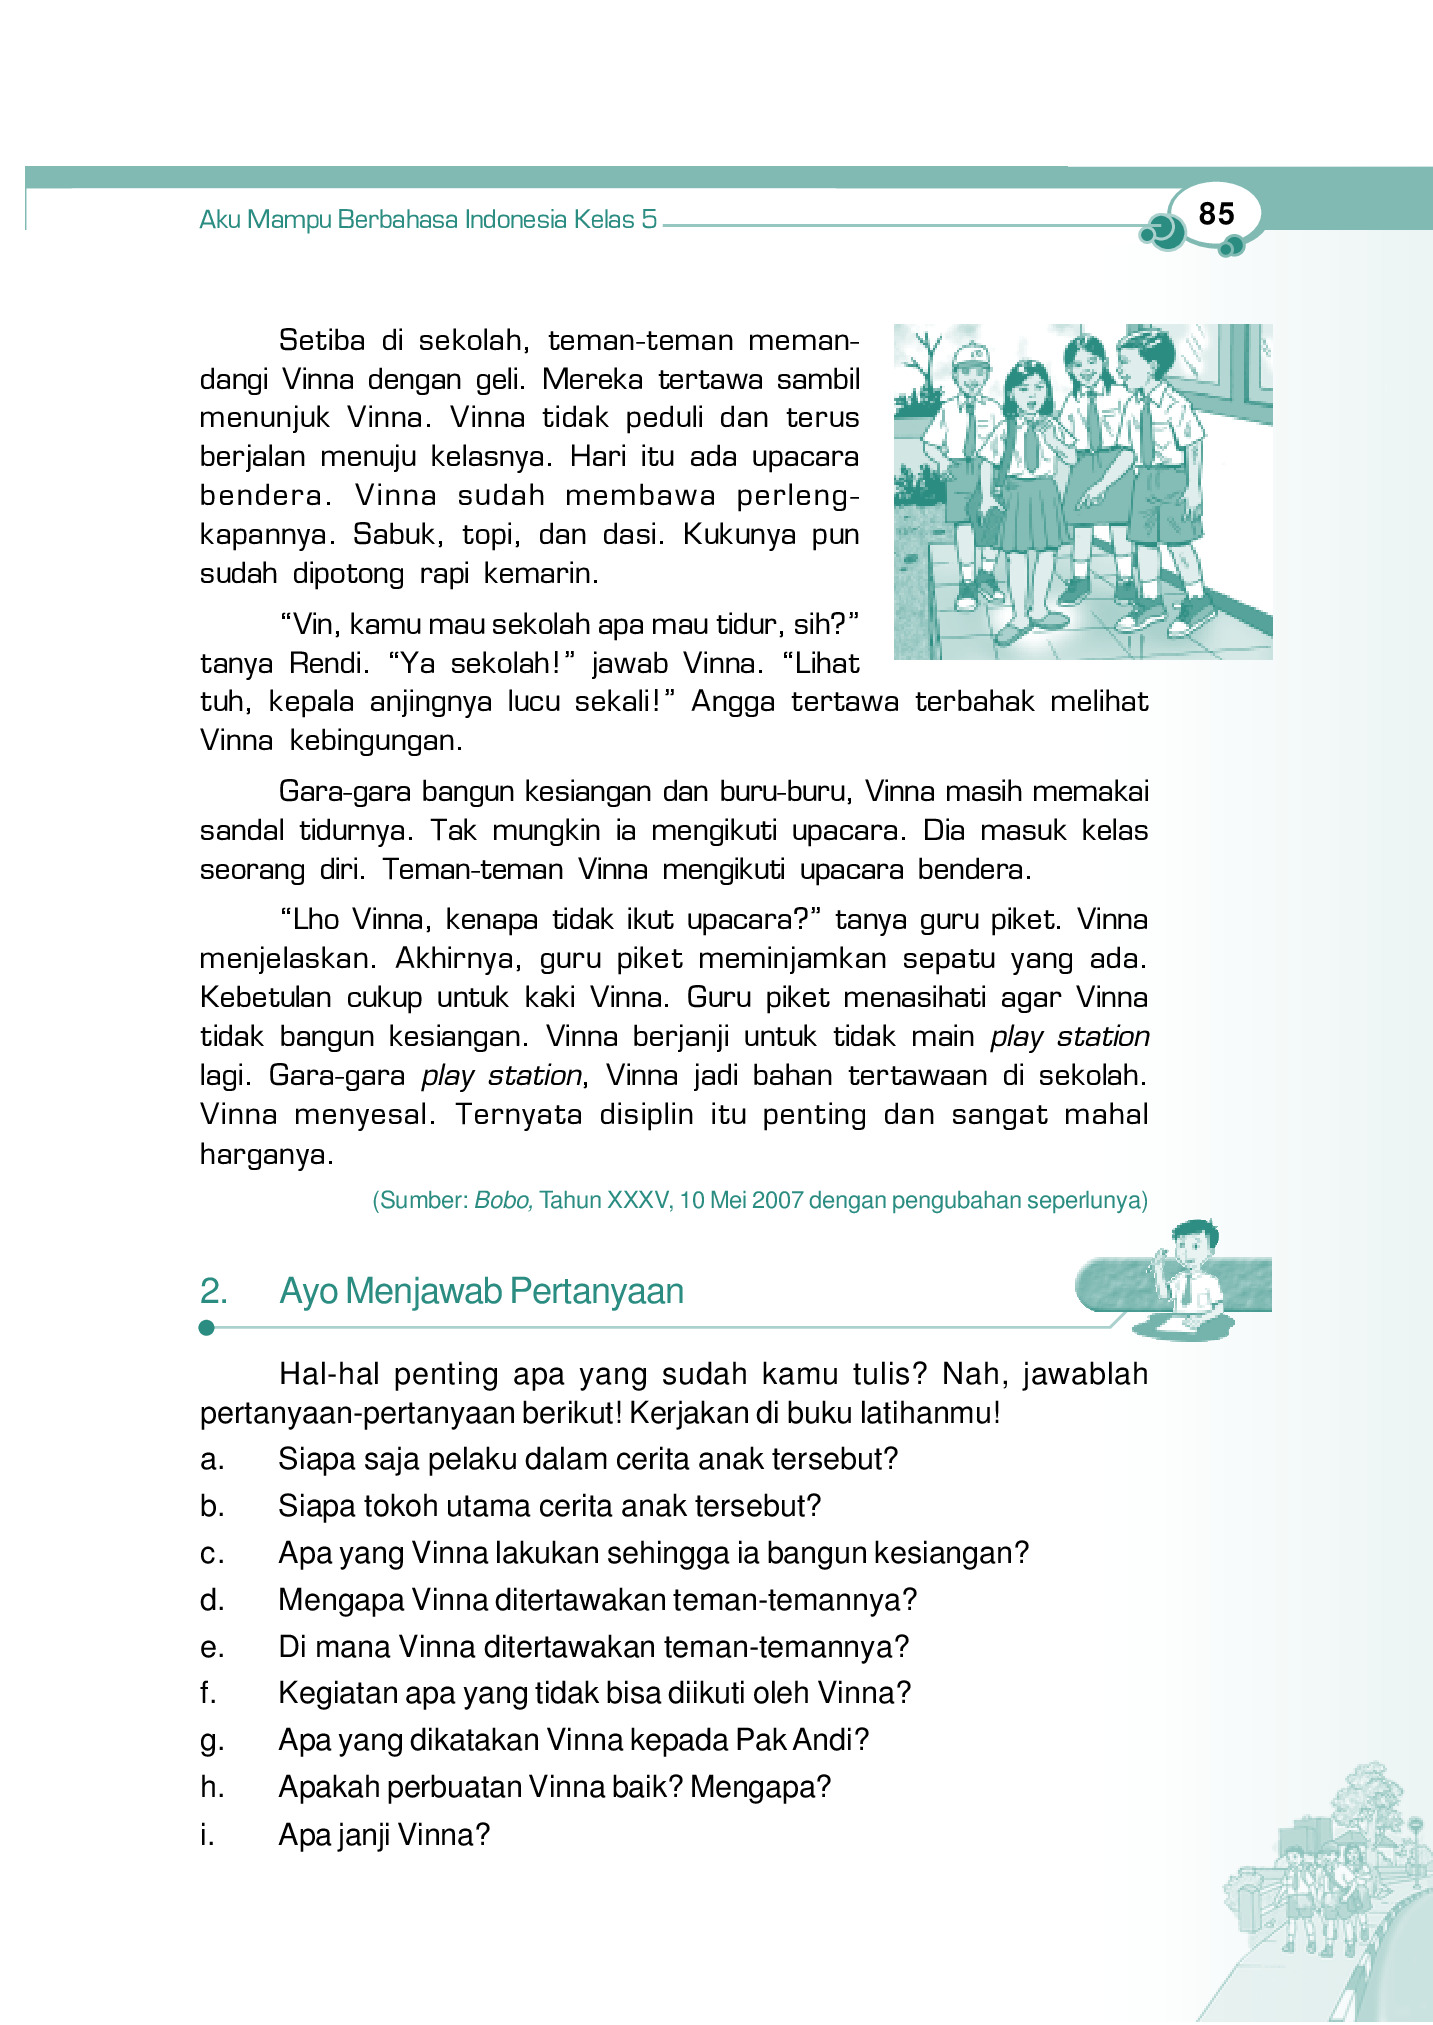 Aku Mampu Berbahasa Indonesia Kelas 5
85
Setiba di sekolah, teman-teman meman-
dangi Vinna dengan geli. Mereka tertawa sambil
menunjuk Vinna. Vinna tidak peduli dan terus
berjalan menuju kelasnya. Hari itu ada upacara
bendera. Vinna sudah membawa perleng-
kapannya. Sabuk, topi, dan dasi. Kukunya pun
sudah dipotong rapi kemarin.
“Vin, kamu mau sekolah apa mau tidur, sih?”
tanya Rendi. “Ya sekolah!” jawab Vinna. “Lihat
tuh, kepala anjingnya lucu sekali!” Angga tertawa terbahak melihat
Vinna kebingungan.
Gara-gara bangun kesiangan dan buru-buru, Vinna masih memakai
sandal tidurnya. Tak mungkin ia mengikuti upacara. Dia masuk kelas
seorang diri. Teman-teman Vinna mengikuti upacara bendera.
“Lho Vinna, kenapa tidak ikut upacara?” tanya guru piket. Vinna
menjelaskan. Akhirnya, guru piket meminjamkan sepatu yang ada.
Kebetulan cukup untuk kaki Vinna. Guru piket menasihati agar Vinna
tidak bangun kesiangan. Vinna berjanji untuk tidak main play station
lagi. Gara-gara play station, Vinna jadi bahan tertawaan di sekolah.
Vinna menyesal. Ternyata disiplin itu penting dan sangat mahal
harganya.
(Sumber: Bobo, Tahun XXXV, 10 Mei 2007 dengan pengubahan seperlunya)
2. Ayo Menjawab Pertanyaan
Hal-hal penting apa yang sudah kamu tulis? Nah, jawablah
pertanyaan-pertanyaan berikut! Kerjakan di buku latihanmu!
a. Siapa saja pelaku dalam cerita anak tersebut?
b. Siapa tokoh utama cerita anak tersebut?
c. Apa yang Vinna lakukan sehingga ia bangun kesiangan?
d. Mengapa Vinna ditertawakan teman-temannya?
e. Di mana Vinna ditertawakan teman-temannya?
f. Kegiatan apa yang tidak bisa diikuti oleh Vinna?
g. Apa yang dikatakan Vinna kepada Pak Andi?
h. Apakah perbuatan Vinna baik? Mengapa?
i. Apa janji Vinna?